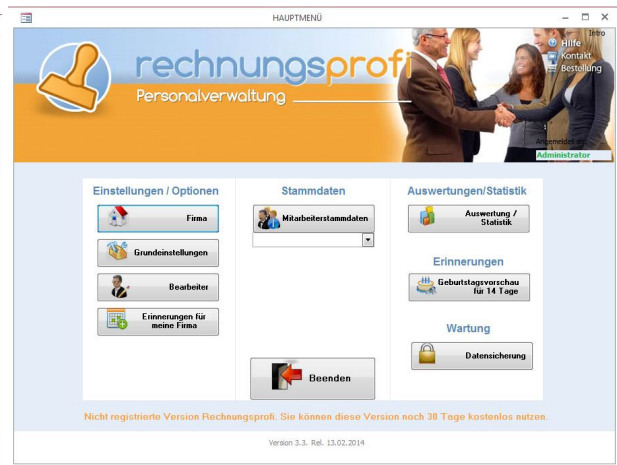 HAUPTMENÜ
Intro
Hilfe
Kontakt
Bestellung
rechnungsprofi
Personalverwaltung
Angemeldet als:
Administrator
Einstellungen / Optionen
Firma
Grundeinstellungen
Bearbeiter
Erinnerungen für
meine Firma
Stammdaten
Mitarbeiterstammdaten
Beenden
Auswertungen/Statistik
Auswertung /
Statistik
Erinnerungen
Geburtstagsvorschau
für 14 Tage
Wartung
Datensicherung
Nicht registrierte Version Rechnungsprofi. Sie können diese Version noch 30 Tage kostenlos nutzen.
Version 3.3. Rel. 13.02.2014